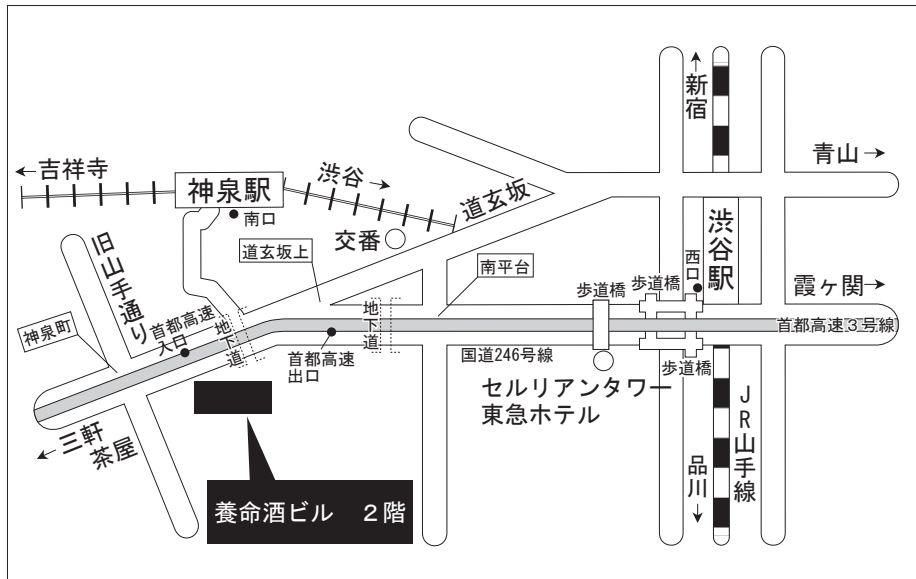 新宿
吉祥寺
青山
渋谷
神泉駅
南口
道玄坂
交番
旧山手通り
道玄坂上
南平台
西口
渋谷駅
歩道橋
歩道橋
霞ヶ関
首都高速
入口
地下道
地下道
首都高速3号線
神泉町
首都高速
出口
国道246号線
歩道橋
セルリアンタワー
東急ホテル
JR山手線
三軒
茶屋
品川
養命酒ビル 2階